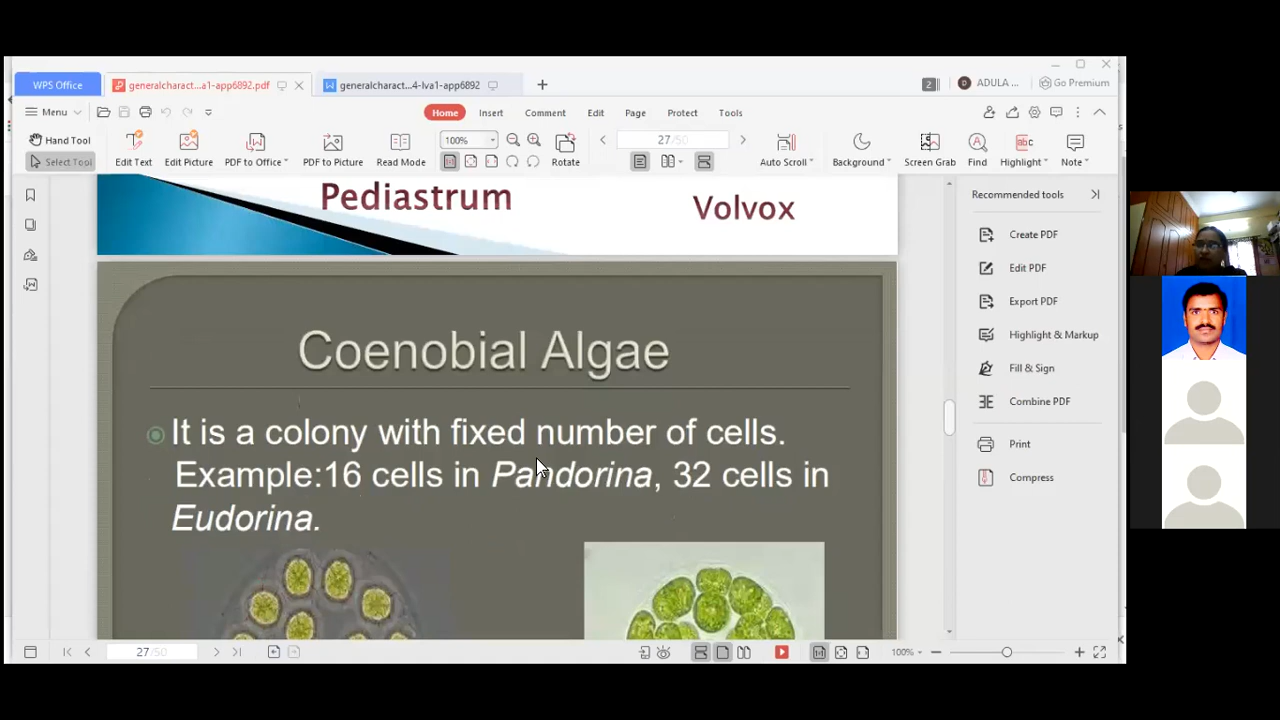 WPS Office
generalcharact...a1-app6892.pdf
generalcharact...4-lva1-app6892
2
ADULA ...
Go Premium
Menu
Home
Insert
Comment
Edit
Page
Protect
Tools
Hand Tool
Select Tool
Edit Text
Edit Picture
PDF to Office
PDF to Picture
Read Mode
100%
Rotate
27/50
Auto Scroll
Background
Screen Grab
Find
Highlight
Note
Pediastrum
Volvox
Recommended tools
Create PDF
Edit PDF
Export PDF
Highlight & Markup
Fill & Sign
Combine PDF
Print
Compress
Coenobial Algae
It is a colony with fixed number of cells.
Example:16 cells in Pandorina, 32 cells in
Eudorina.
27/50
100%